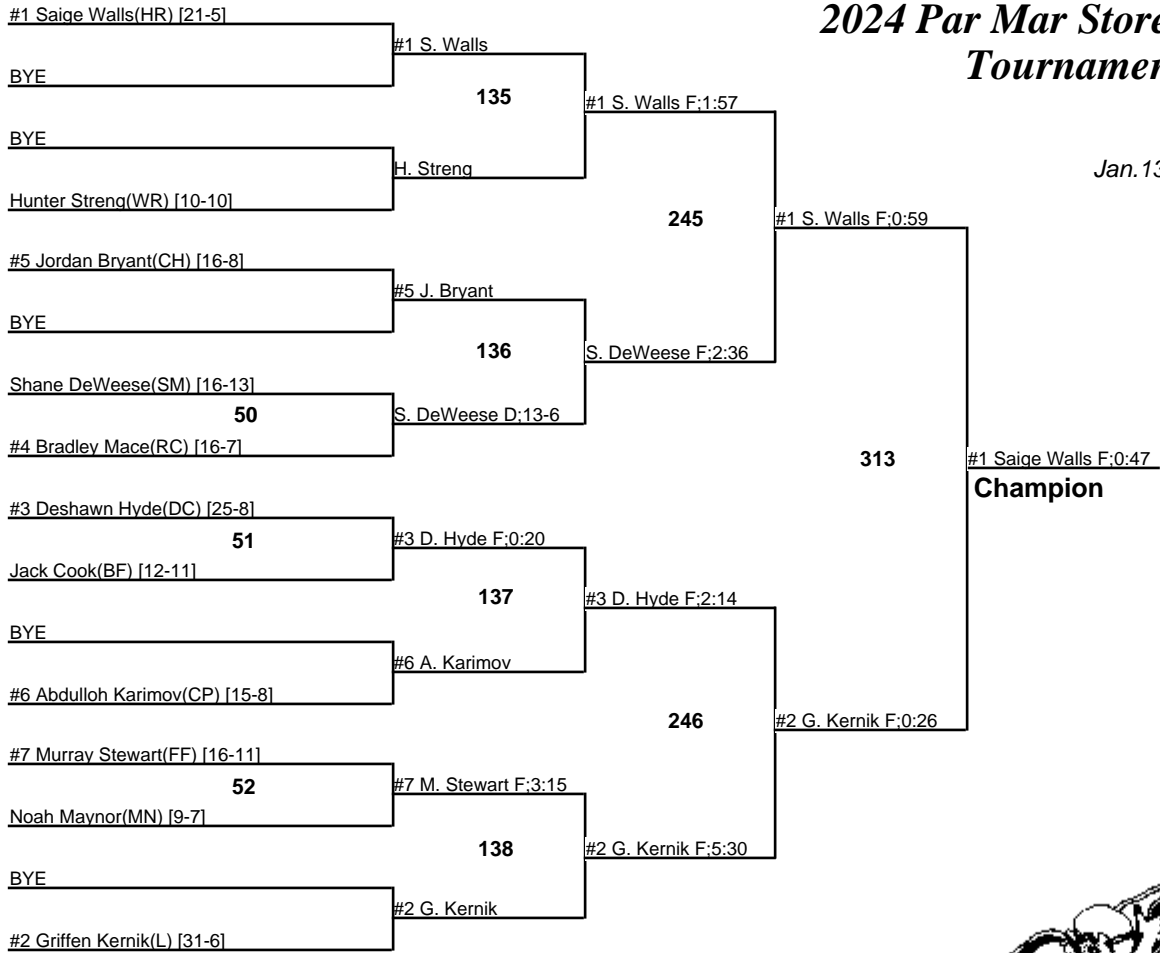 2024 Par Mar Store
Tournamen
Jan.13
#1 Saige Walls(HR) [21-5]
BYE
BYE
Hunter Streng(WR) [10-10]
#5 Jordan Bryant(CH) [16-8]
BYE
Shane DeWeese(SM) [16-13]
50
#4 Bradley Mace(RC) [16-7]
#3 Deshawn Hyde(DC) [25-8]
51
Jack Cook(BF) [12-11]
BYE
#6 Abdulloh Karimov(CP) [15-8]
#7 Murray Stewart(FF) [16-11]
52
Noah Maynor(MN) [9-7]
BYE
#2 Griffen Kernik(L) [31-6]
#1 S. Walls
135
H. Streng
#5 J. Bryant
136
S. DeWeese D;13-6
#3 D. Hyde F;0:20
137
#6 A. Karimov
#7 M. Stewart F;3:15
138
#2 G. Kernik
#1 S. Walls F;1:57
245
S. DeWeese F;2:36
#3 D. Hyde F;2:14
246
#2 G. Kernik F;5:30
#1 S. Walls F;0:59
313
#2 G. Kernik F;0:26
#1 Saige Walls F;0:47
Champion